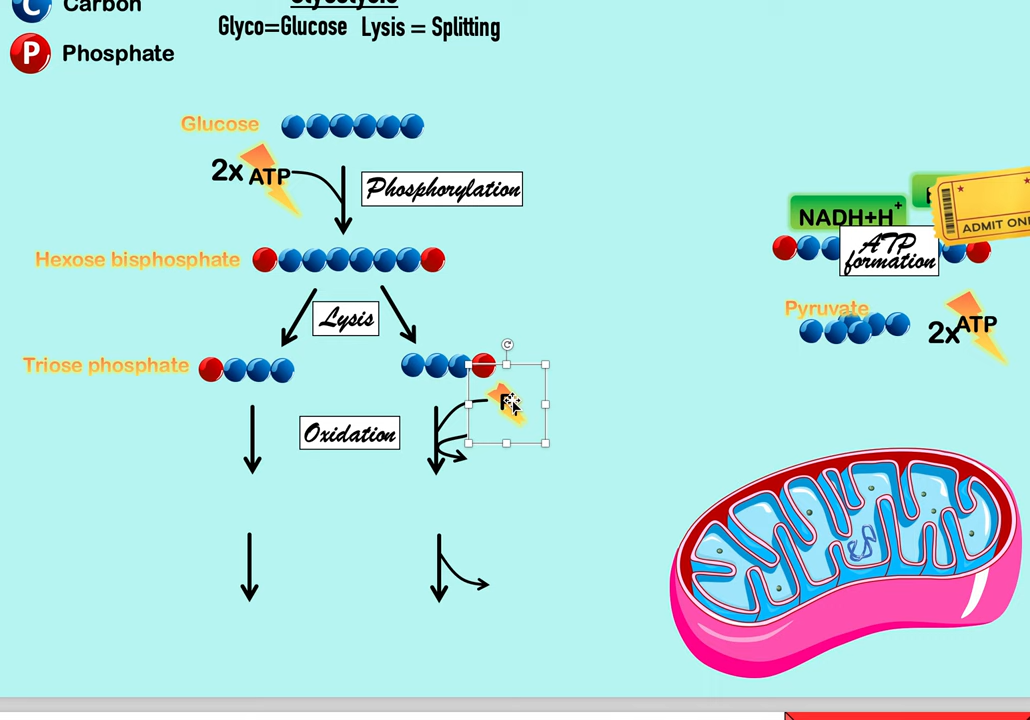 C Carbon
Glycolysis
Glyco=Glucose Lysis = Splitting
P Phosphate
Glucose
2x ATP
Phosphorylation
Hexose bisphosphate
Lysis
Triose phosphate
Oxidation
NADH+H+
ADMIT ONE
ATP
formation
Pyruvate
2x ATP